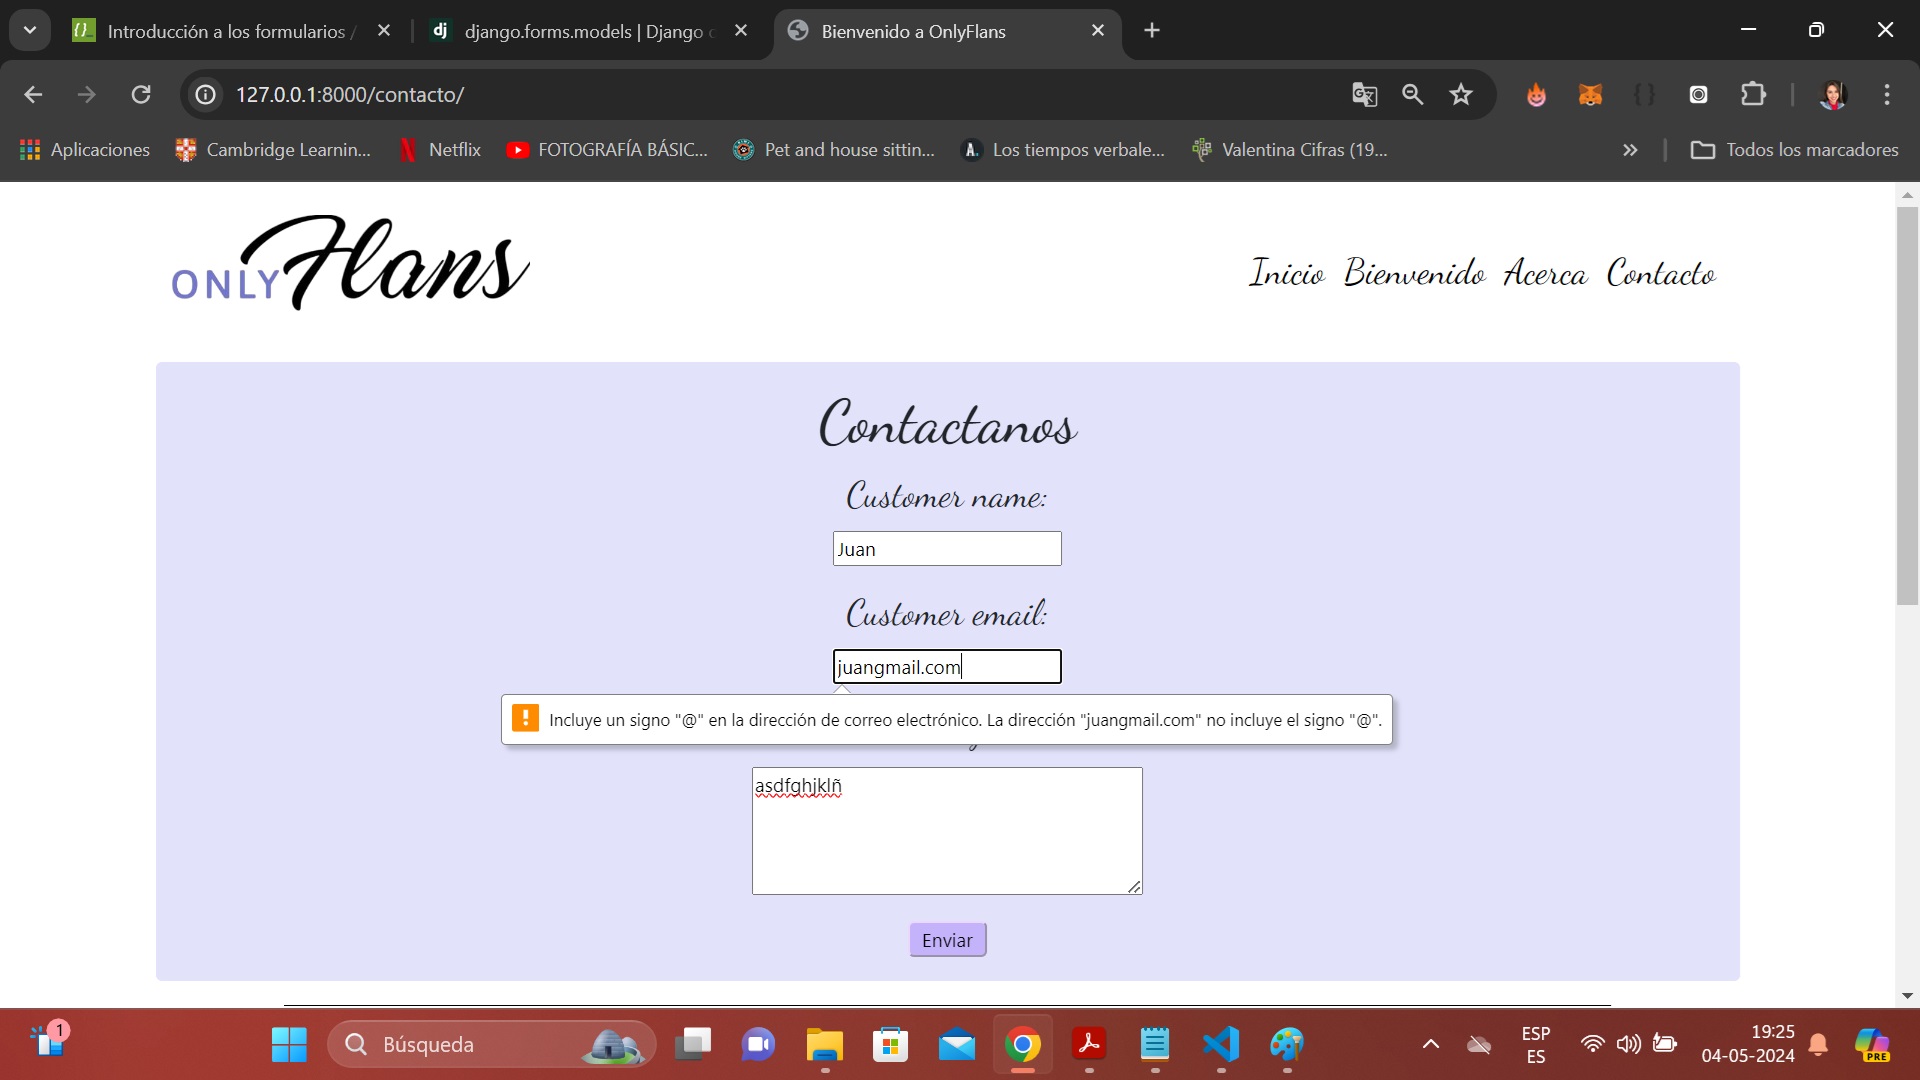 Introducción a los formularios /
django.forms.models | Django
Bienvenido a OnlyFlans
127.0.0.1:8000/contacto/
Aplicaciones
Cambridge Learnin...
Netflix
FOTOGRAFÍA BÁSIC...
Pet and house sittin...
Los tiempos verbale...
Valentina Cifras (19...
Todos los marcadores
ONLY Flans
Inicio Bienvenido Acerca Contacto
Contactanos
Customer name:
Juan
Customer email:
juangmail.com
Incluye un signo "@" en la dirección de correo electrónico. La dirección "juangmail.com" no incluye el signo "@".
asdfghjklñ
Enviar
1
Búsqueda
ESP
ES
19:25
04-05-2024
PRE